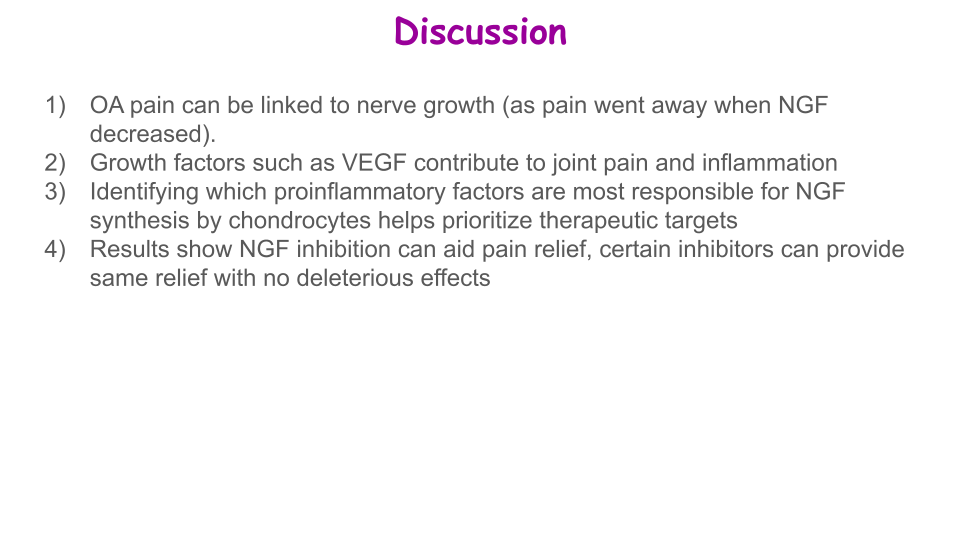 Discussion
1) OA pain can be linked to nerve growth (as pain went away when NGF
decreased).
2) Growth factors such as VEGF contribute to joint pain and inflammation
3) Identifying which proinflammatory factors are most responsible for NGF
synthesis by chondrocytes helps prioritize therapeutic targets
4) Results show NGF inhibition can aid pain relief, certain inhibitors can provide
same relief with no deleterious effects